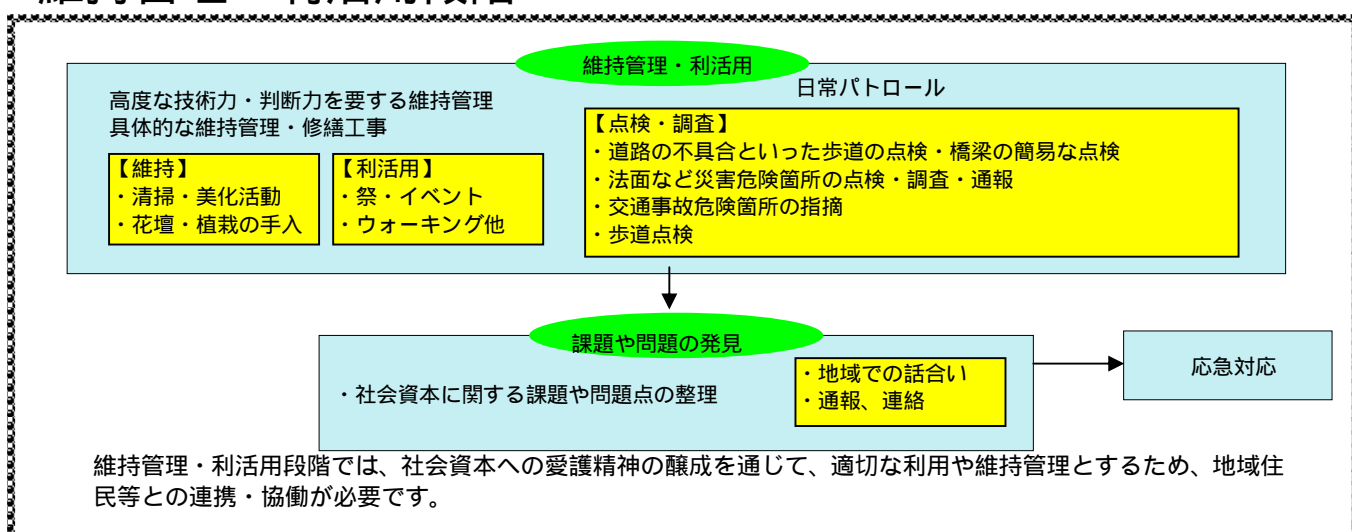 維持管理・利活用
日常パトロール
高度な技術力・判断力を要する維持管理
具体的な維持管理・修繕工事
【維持】
・清掃・美化活動
・花壇・植栽の手入
【利活用】
・祭・イベント
・ウォーキング他
【点検・調査】
・道路の不具合といった歩道の点検・橋梁の簡易な点検
・法面など災害危険箇所の点検・調査・通報
・交通事故危険箇所の指摘
・歩道点検
課題や問題の発見
・社会資本に関する課題や問題点の整理
・地域での話合い
・通報、連絡
応急対応
維持管理・利活用段階では、社会資本への愛護精神の醸成を通じて、適切な利用や維持管理とするため、地域住
民等との連携・協働が必要です。